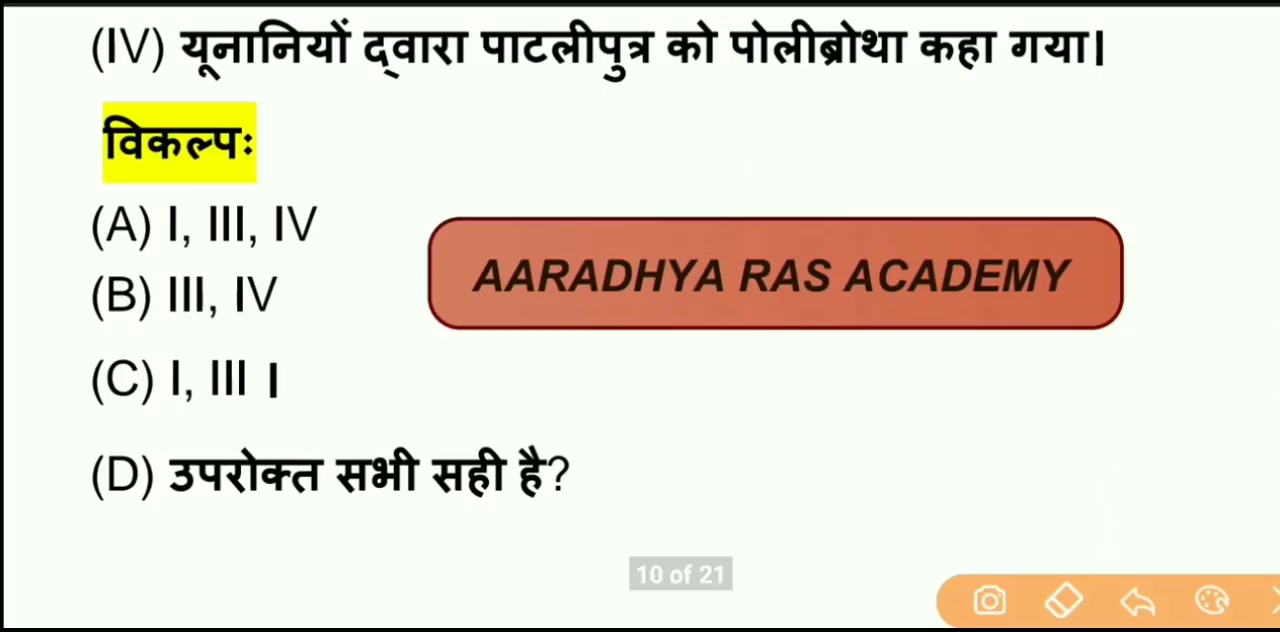 (IV) यूनानियों द्वारा पाटलीपुत्र को पोलीब्रोथा कहा गया।
विकल्पः
(A) I, III, IV
(B) III, IV
AARADHYA RAS ACADEMY
(C) I, III ।
(D) उपरोक्त सभी सही है?
10 of 21